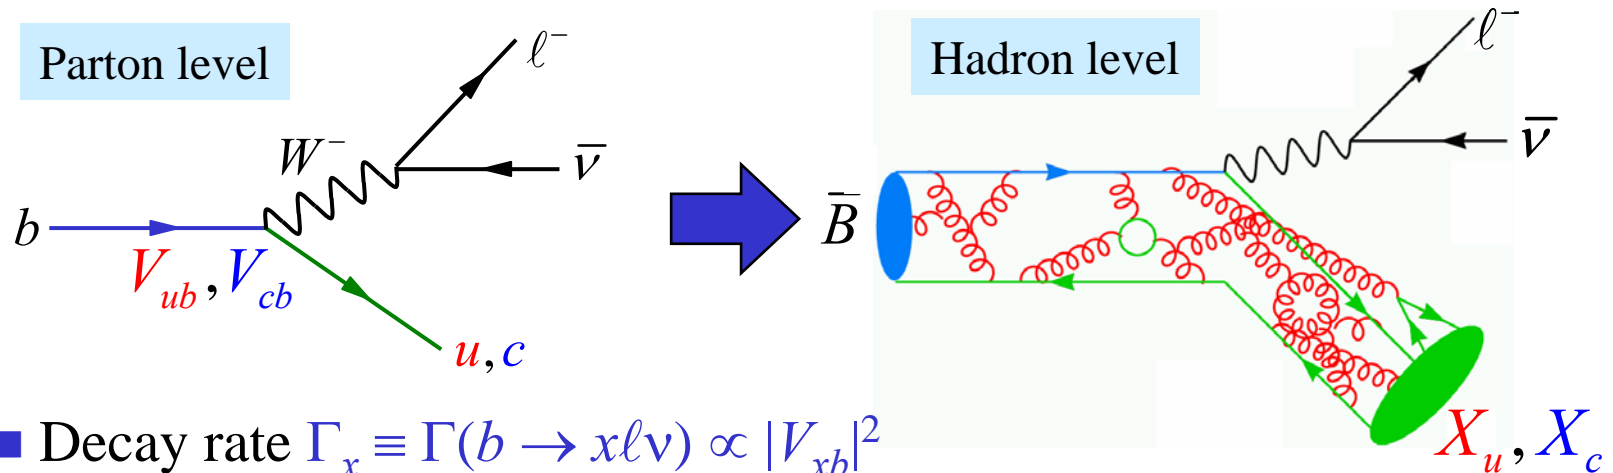 Parton level
ℓ⁻
W⁻
ν̅
b
V_ub, V_cb
u, c
Hadron level
ℓ⁻
ν̅
B̅
X_u, X_c
■ Decay rate Γ_x ≡ Γ(b → xℓν) ∝ |V_xb|²